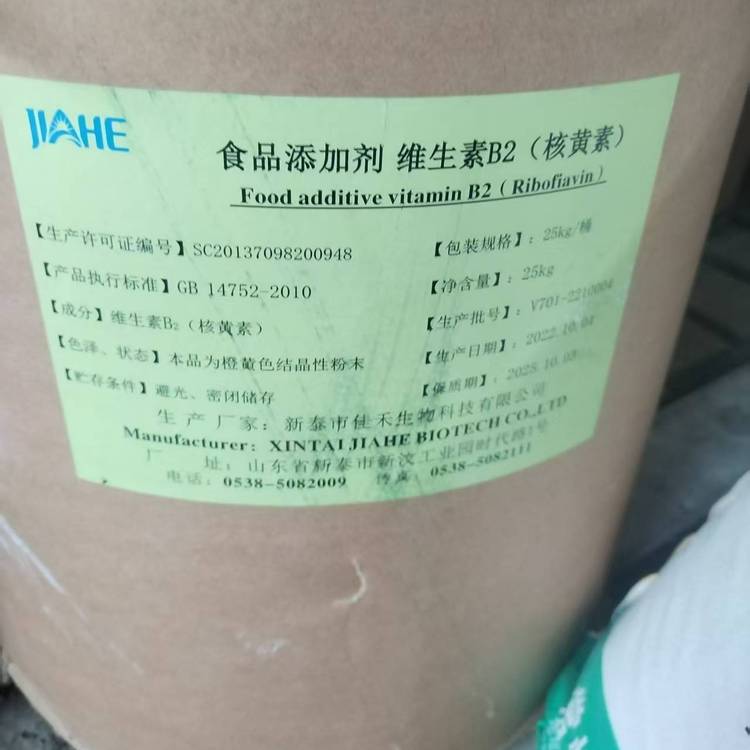 JIAHE
食品添加剂 维生素B2（核黄素）
Food additive vitamin B2（Ribofiavin）
【生产许可证编号】SC20137098200948
【包装规格】：25kg/桶
【产品执行标准】GB 14752-2010
【净含量】：25kg
【成分】维生素B₂（核黄素）
【生产批号】：V701-2210004
【色泽、状态】本品为橙黄色结晶性粉末
【生产日期】：2022.10.04
【贮存条件】避光、密闭储存
【保质期】：2025.10.03
生产厂家：新泰市佳禾生物科技有限公司
Manufacturer：XINTAI JIAHE BIOTECH CO.,LTD
厂 址：山东省新泰市新汶工业园时代路1号
电话：0538-5082009 传真：0538-5082111